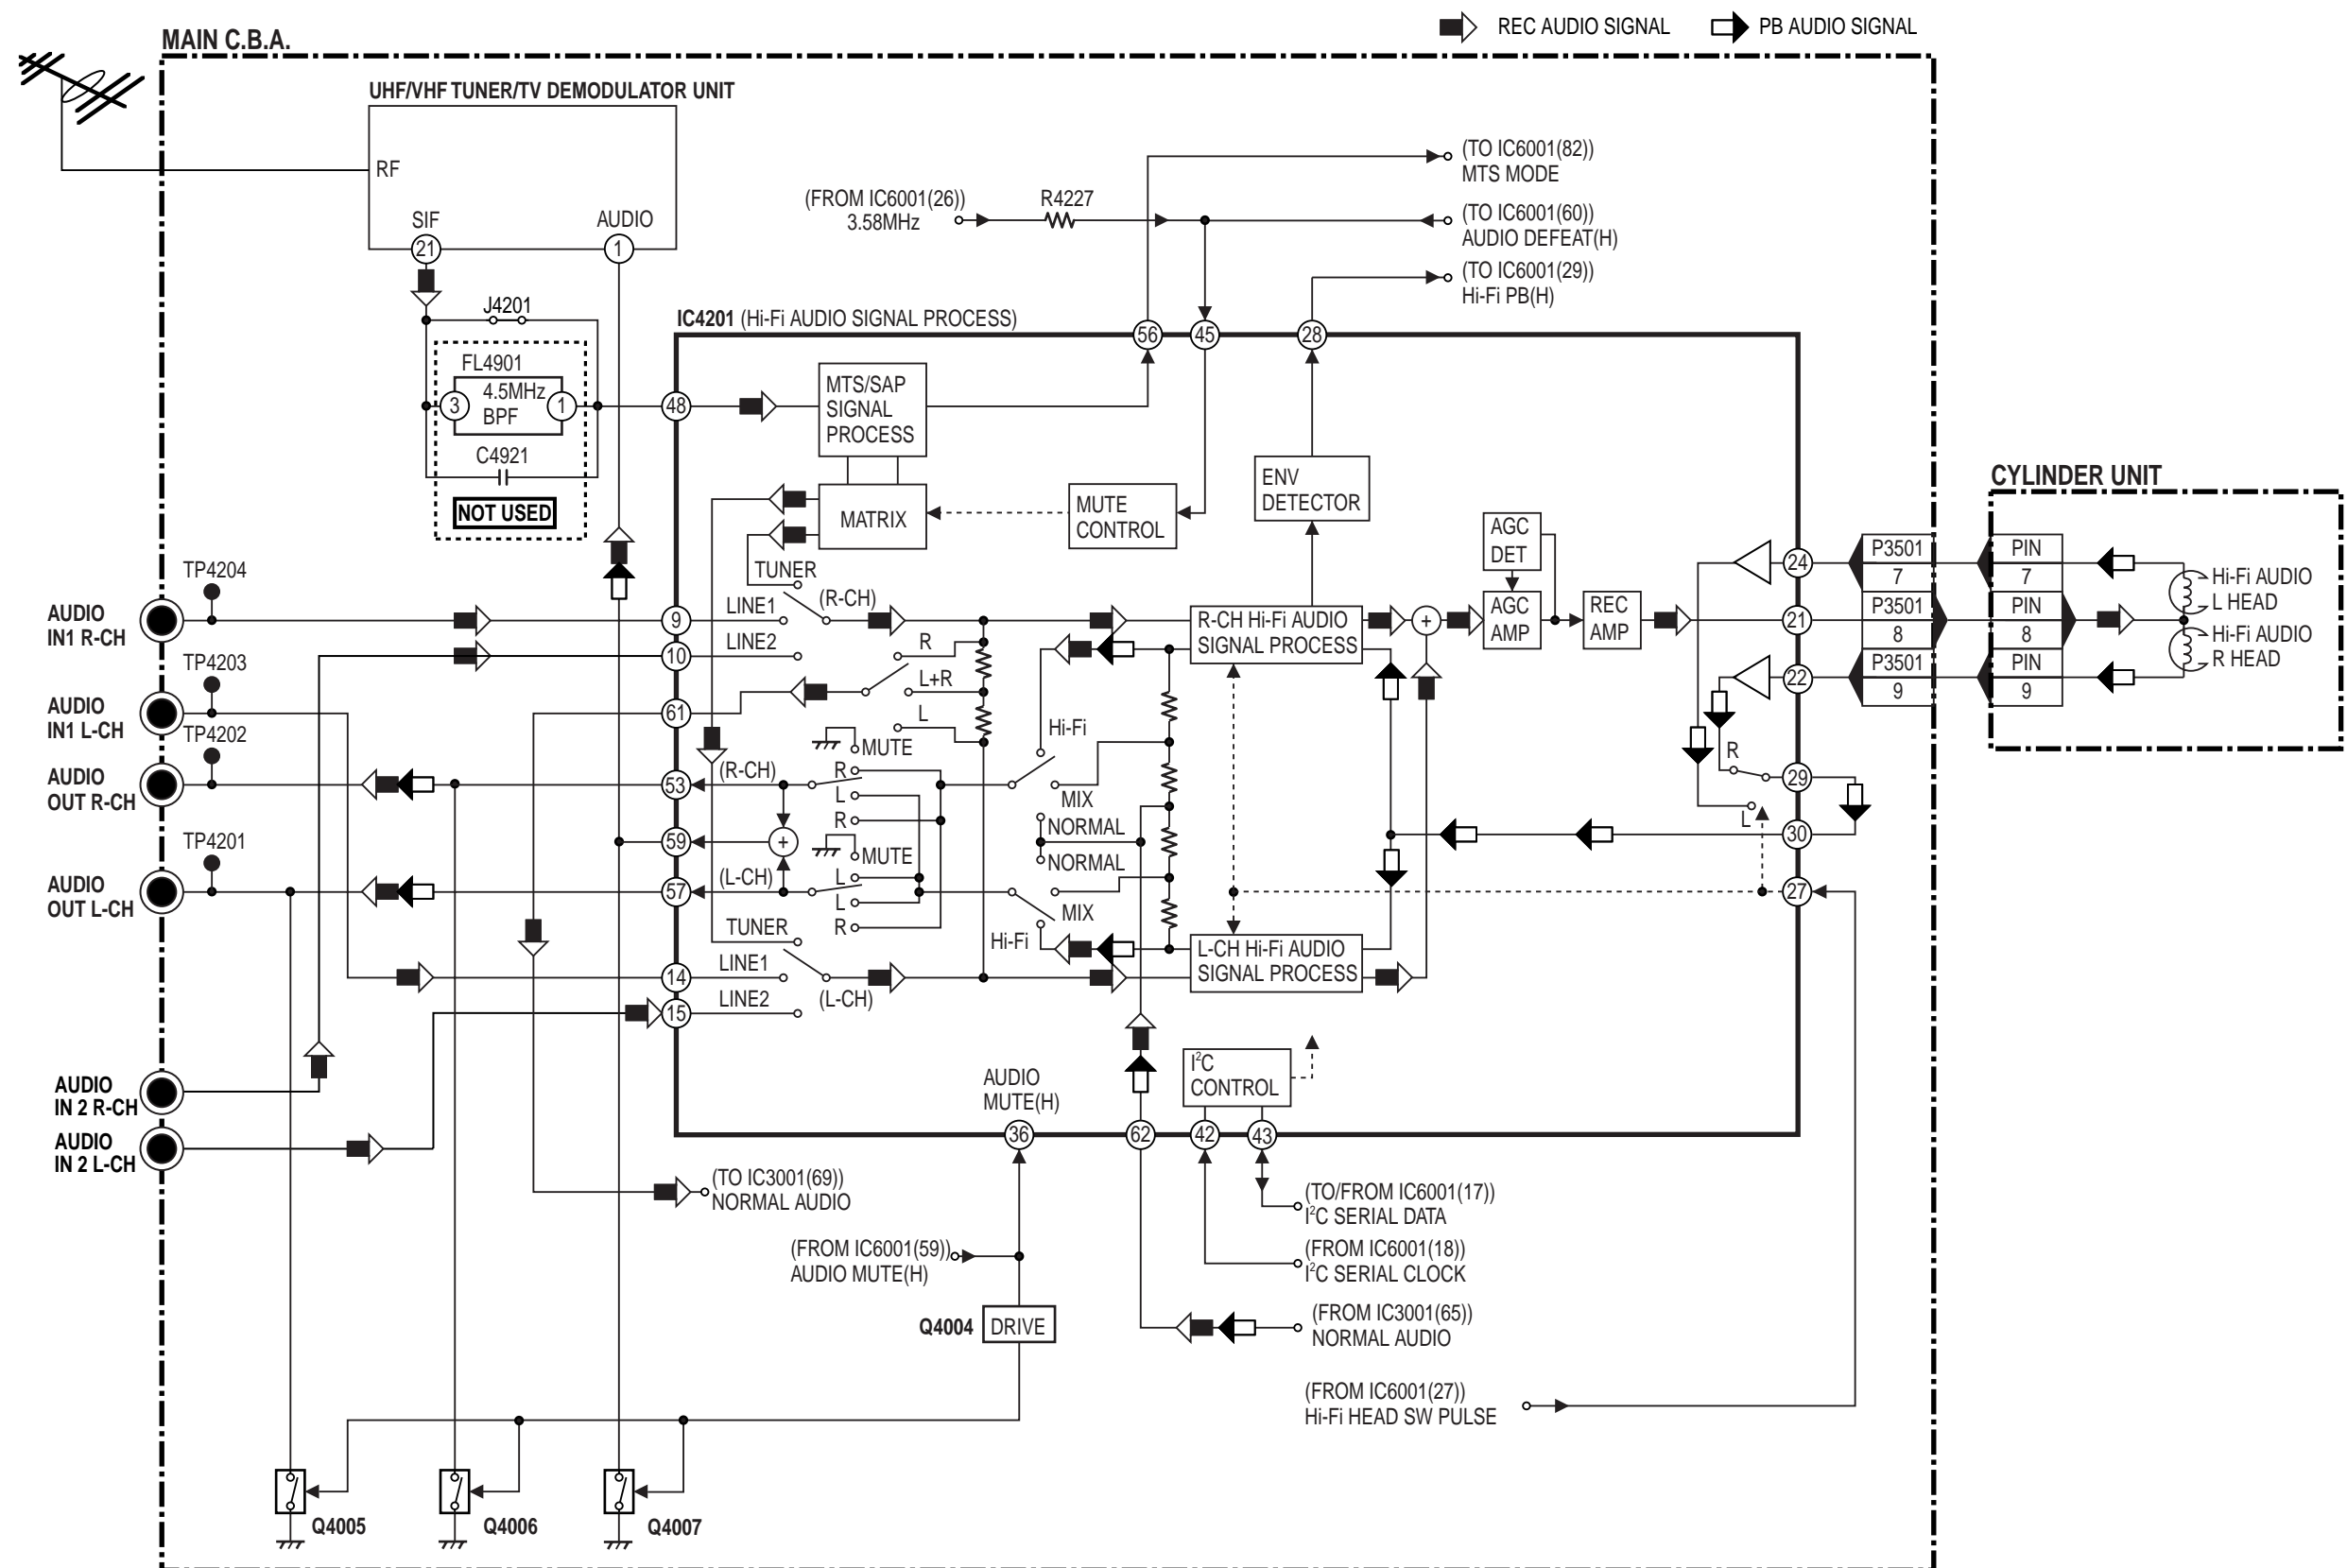 REC AUDIO SIGNAL
PB AUDIO SIGNAL
MAIN C.B.A.
UHF/VHF TUNER/TV DEMODULATOR UNIT
RF
SIF
AUDIO
21
1
(TO IC6001(82))
MTS MODE
(FROM IC6001(26))
3.58MHz
R4227
(TO IC6001(60))
AUDIO DEFEAT(H)
(TO IC6001(29))
Hi-Fi PB(H)
J4201
IC4201 (Hi-Fi AUDIO SIGNAL PROCESS)
56
45
28
FL4901
3
4.5MHz
BPF
1
C4921
NOT USED
48
MTS/SAP
SIGNAL
PROCESS
MATRIX
MUTE
CONTROL
ENV
DETECTOR
AGC
DET
AGC
AMP
REC
AMP
CYLINDER UNIT
24
P3501
7
PIN
7
21
P3501
8
PIN
8
22
P3501
9
PIN
9
Hi-Fi AUDIO
L HEAD
Hi-Fi AUDIO
R HEAD
TP4204
AUDIO
IN1 R-CH
9
TUNER
LINE1
(R-CH)
10
LINE2
R
L+R
L
R-CH Hi-Fi AUDIO
SIGNAL PROCESS
+
TP4203
AUDIO
IN1 L-CH
61
TP4202
AUDIO
OUT R-CH
53
(R-CH)
MUTE
R
L
R
Hi-Fi
MIX
NORMAL
NORMAL
R
29
L
30
TP4201
AUDIO
OUT L-CH
59
+
MUTE
57
(L-CH)
L
L
R
MIX
Hi-Fi
27
TUNER
14
LINE1
15
LINE2
(L-CH)
L-CH Hi-Fi AUDIO
SIGNAL PROCESS
AUDIO
IN 2 R-CH
AUDIO
IN 2 L-CH
AUDIO
MUTE(H)
I2C
CONTROL
36
62
42
43
(TO IC3001(69))
NORMAL AUDIO
(TO/FROM IC6001(17))
I2C SERIAL DATA
(FROM IC6001(59))
AUDIO MUTE(H)
(FROM IC6001(18))
I2C SERIAL CLOCK
Q4004
DRIVE
(FROM IC3001(65))
NORMAL AUDIO
(FROM IC6001(27))
Hi-Fi HEAD SW PULSE
Q4005
Q4006
Q4007